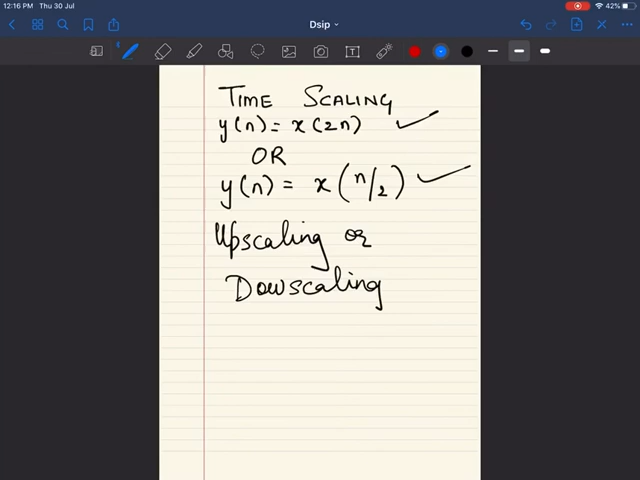 12:16 PM Thu 30 Jul
42%
Dsip
TIME SCALING
y(n) = x(2n)
OR
y(n) = x(n/2)
Upscaling or
Dowscaling